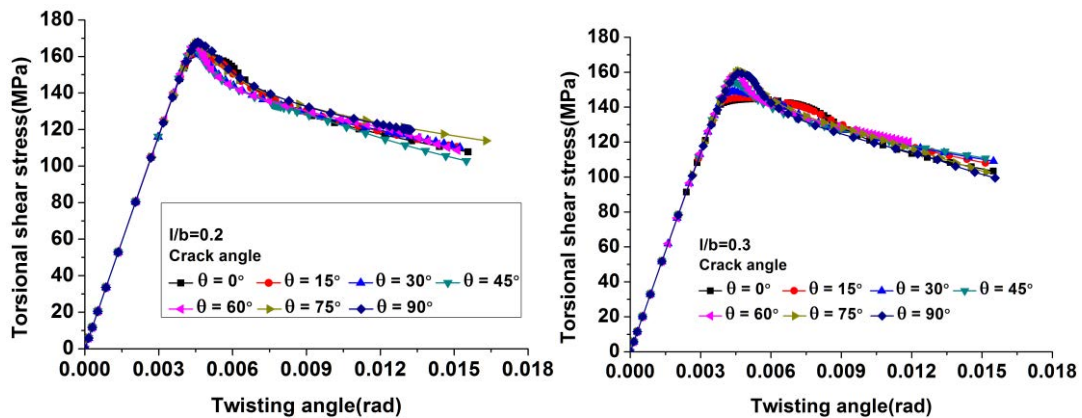 Torsional shear stress(MPa)
180
160
140
120
100
80
60
40
20
0
l/b=0.2
Crack angle
θ = 0° θ = 15° θ = 30° θ = 45°
θ = 60° θ = 75° θ = 90°
0.000 0.003 0.006 0.009 0.012 0.015 0.018
Twisting angle(rad)
Torsional shear stress(MPa)
180
160
140
120
100
80
60
40
20
0
l/b=0.3
Crack angle
θ = 0° θ = 15° θ = 30° θ = 45°
θ = 60° θ = 75° θ = 90°
0.000 0.003 0.006 0.009 0.012 0.015 0.018
Twisting angle(rad)